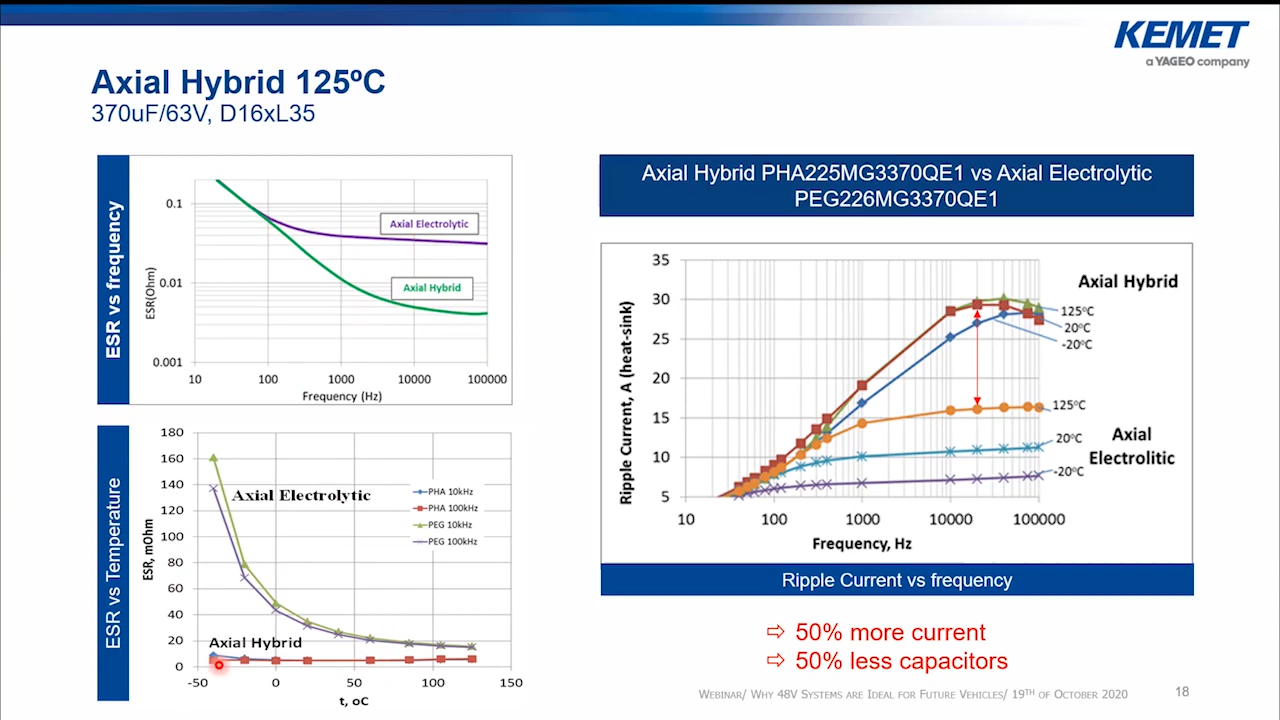 KEMET
a YAGEO company
Axial Hybrid 125ºC
370uF/63V, D16xL35
ESR vs frequency
ESR(Ohm)
0.1
0.01
0.001
Axial Electrolytic
Axial Hybrid
10 100 1000 10000 100000
Frequency (Hz)
ESR vs Temperature
ESR, mOhm
180
160
140
120
100
80
60
40
20
0
Axial Electrolytic
PHA 10kHz
PHA 100kHz
PEG 10kHz
PEG 100kHz
Axial Hybrid
-50 0 50 100 150
t, oC
Axial Hybrid PHA225MG3370QE1 vs Axial Electrolytic
PEG226MG3370QE1
Ripple Current, A (heat-sink)
35
30
25
20
15
10
5
Axial Hybrid
125ºC
20ºC
-20ºC
125ºC
20ºC
-20ºC
Axial
Electrolitic
10 100 1000 10000 100000
Frequency, Hz
Ripple Current vs frequency
⇨ 50% more current
⇨ 50% less capacitors
WEBINAR/ WHY 48V SYSTEMS ARE IDEAL FOR FUTURE VEHICLES/ 19TH OF OCTOBER 2020
18